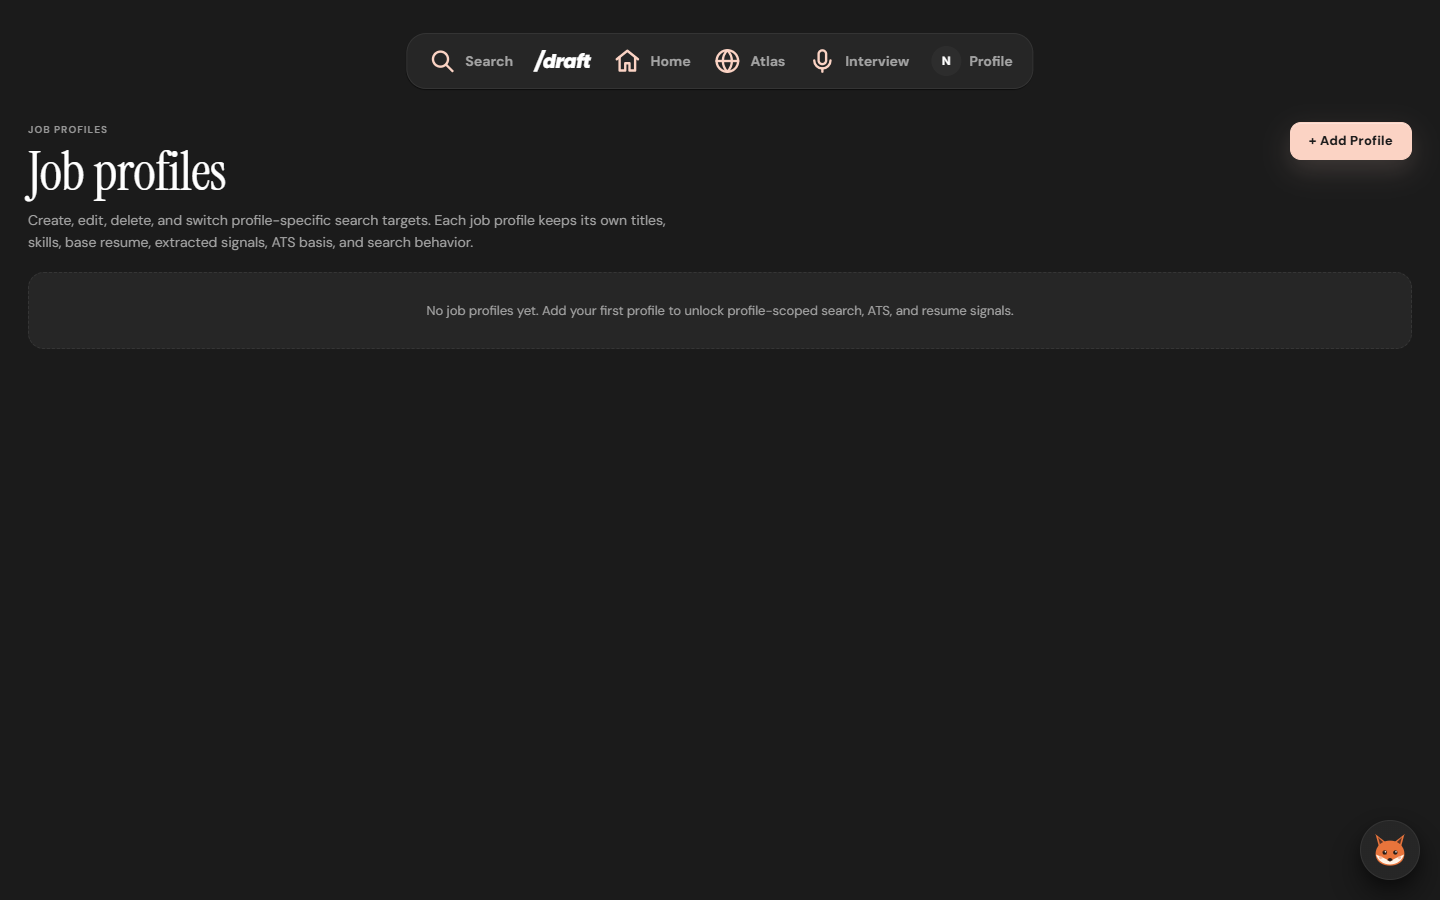 Search
/draft
Home
Atlas
Interview
N
Profile
JOB PROFILES
Job profiles
+ Add Profile
Create, edit, delete, and switch profile-specific search targets. Each job profile keeps its own titles,
skills, base resume, extracted signals, ATS basis, and search behavior.
No job profiles yet. Add your first profile to unlock profile-scoped search, ATS, and resume signals.